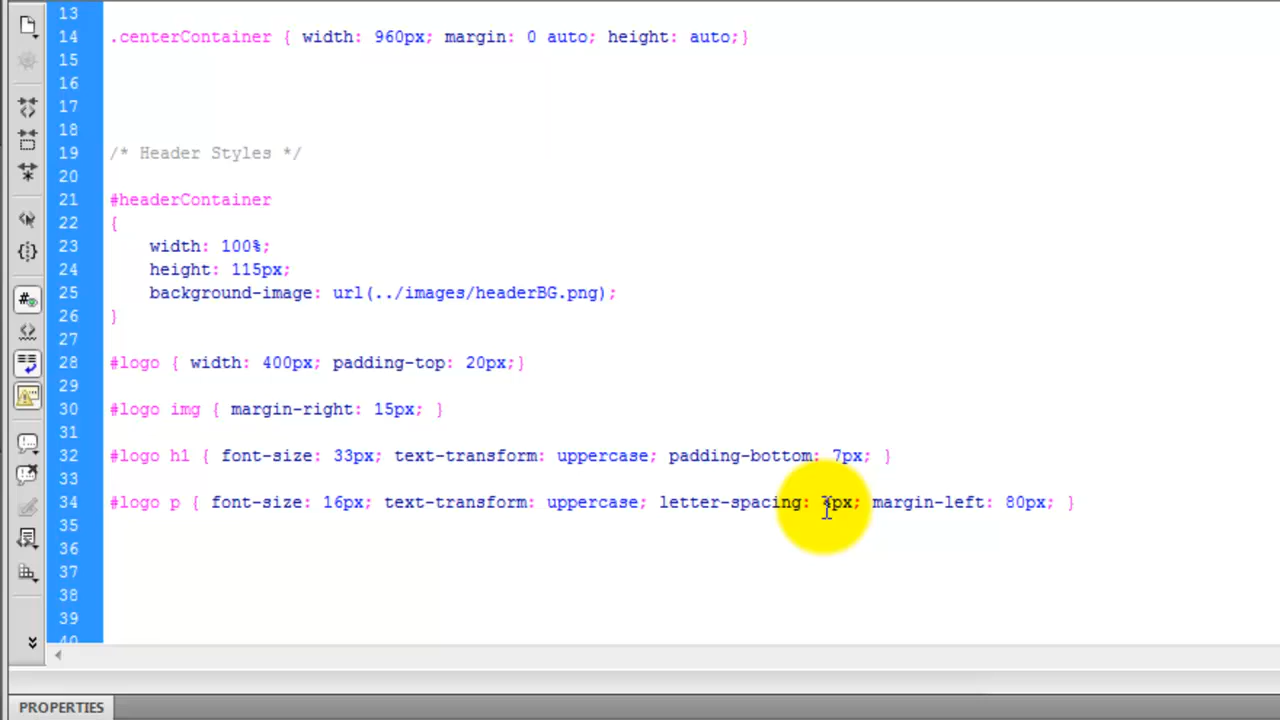 13
14 .centerContainer { width: 960px; margin: 0 auto; height: auto;}
15
16
17
18
19 /* Header Styles */
20
21 #headerContainer
22 {
23 width: 100%;
24 height: 115px;
25 background-image: url(../images/headerBG.png);
26 }
27
28 #logo { width: 400px; padding-top: 20px;}
29
30 #logo img { margin-right: 15px; }
31
32 #logo h1 { font-size: 33px; text-transform: uppercase; padding-bottom: 7px; }
33
34 #logo p { font-size: 16px; text-transform: uppercase; letter-spacing: margin-left: 80px; }
35
36
37
38
39
40
PROPERTIES